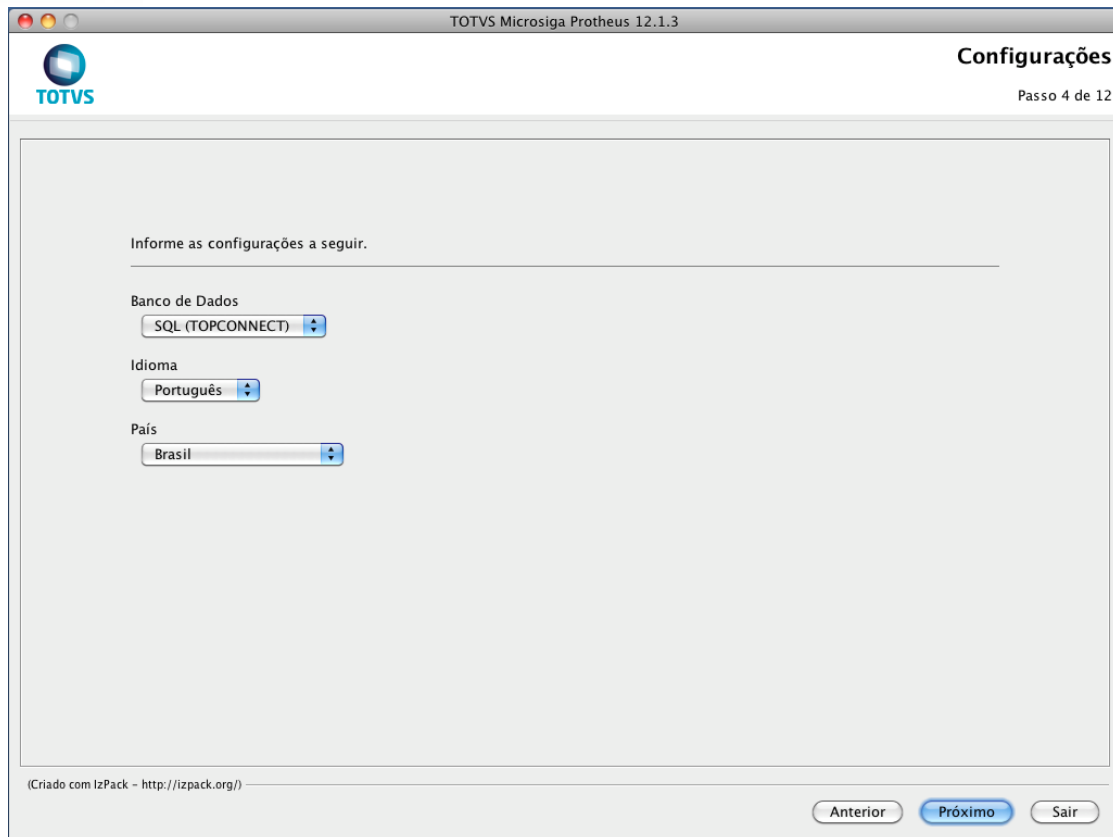 TOTVS Microsiga Protheus 12.1.3
TOTVS
Configurações
Passo 4 de 12
Informe as configurações a seguir.
Banco de Dados
SQL (TOPCONNECT)
Idioma
Português
País
Brasil
(Criado com IzPack - http://izpack.org/)
Anterior Próximo Sair